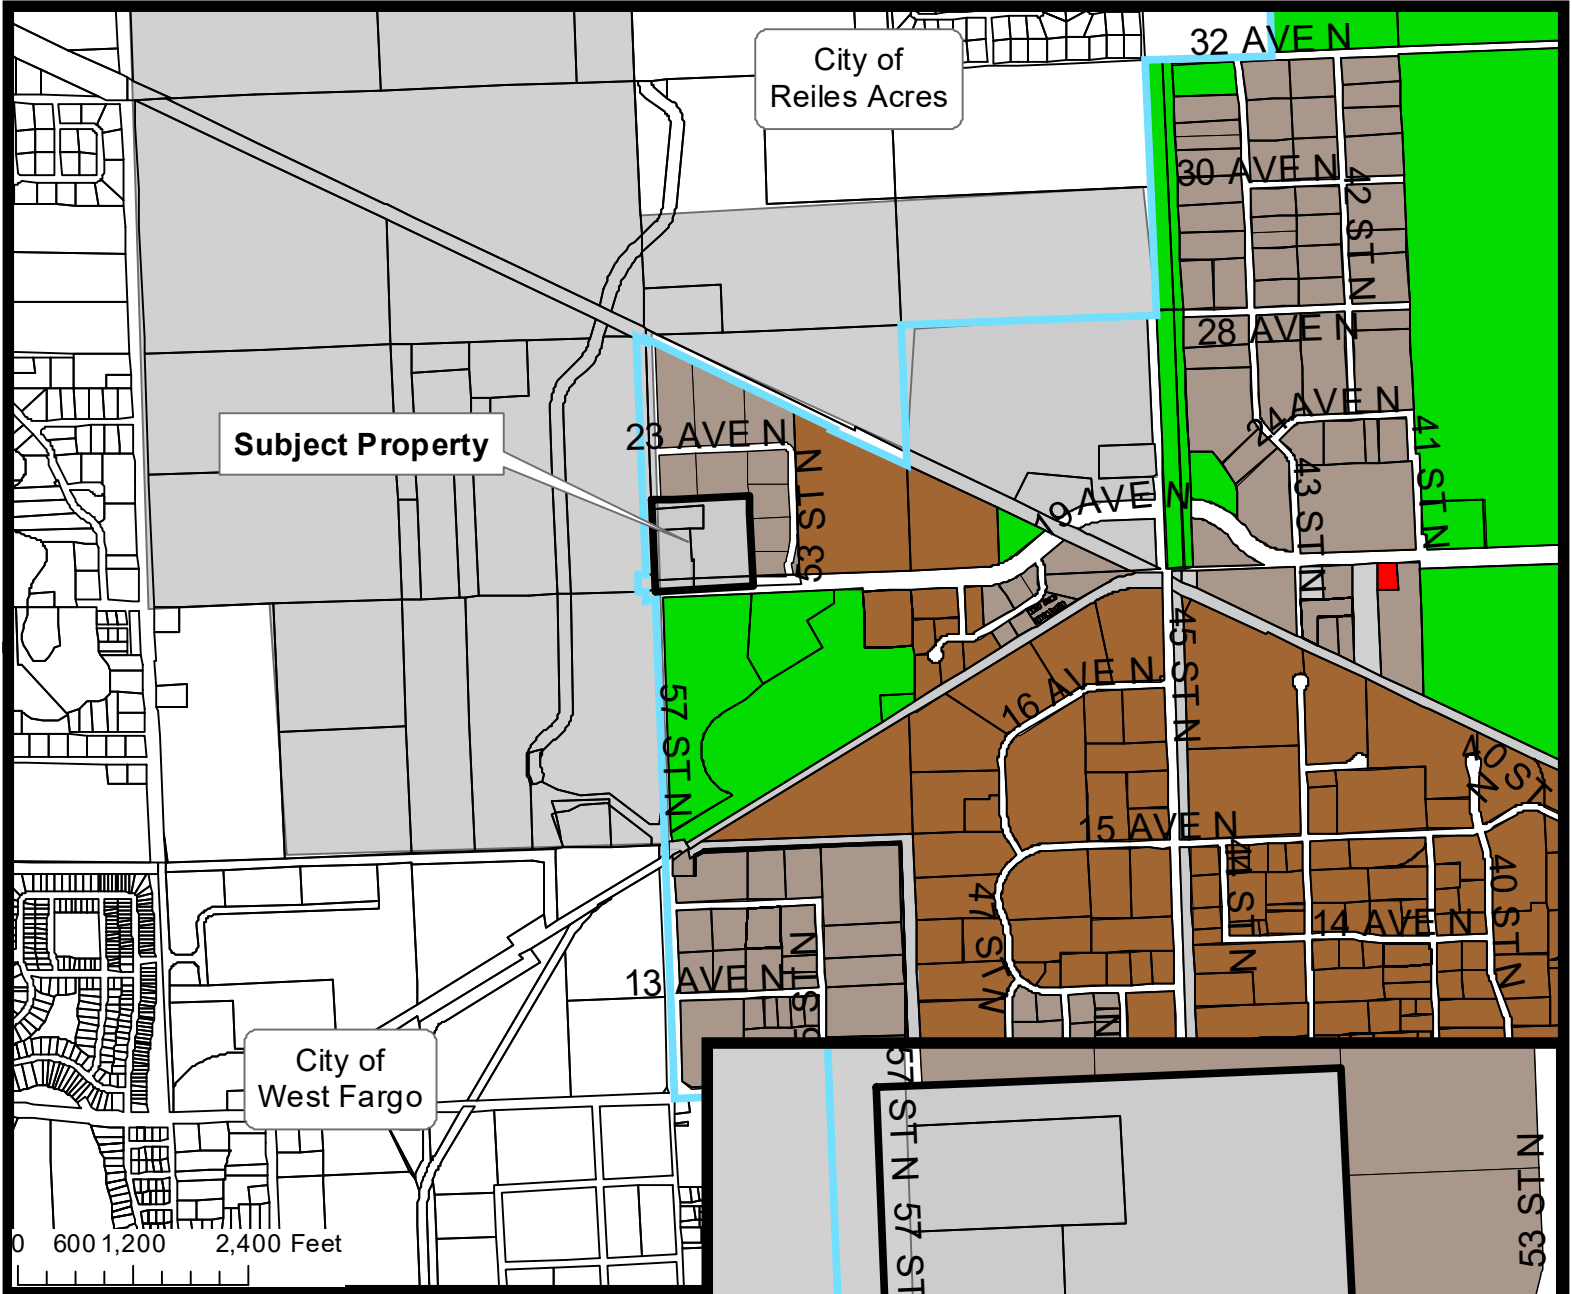 City of
Reiles Acres
32 AVE N
30 AVE N
42 ST N
28 AVE N
24 AVE N
23 AVE N
Subject Property
41 ST N
43 ST N
53 ST N
19 AVE N
45 ST N
16 AVE N
57 ST N
40 ST N
15 AVE N
44 ST N
40 ST N
47 ST N
14 AVE N
13 AVE N
City of
West Fargo
57 ST N
57 ST
53 ST N
0 600 1,200 2,400 Feet